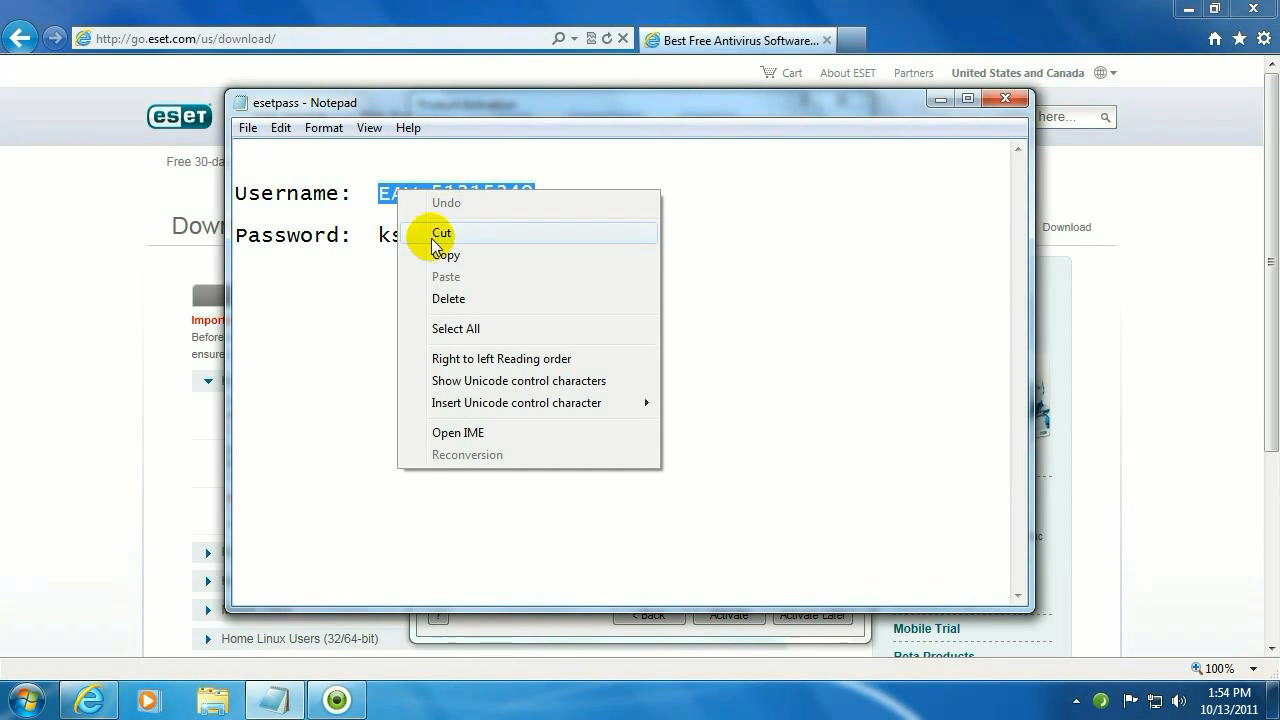 http://go.eset.com/us/download/
Best Free Antivirus Software...
Cart About ESET Partners United States and Canada
eset
esetpass - Notepad
Product Activation
here...
File Edit Format View Help
Free 30-da
Username:
Undo
Down
Download
Password: ks
Cut
Copy
Paste
Delete
Impor
Before
Select All
ensure
Right to left Reading order
Show Unicode control characters
Insert Unicode control character
Open IME
Reconversion
< Back Activate Activate Later
Mobile Trial
Home Linux Users (32/64-bit)
Beta Products
100%
1:54 PM
10/13/2011